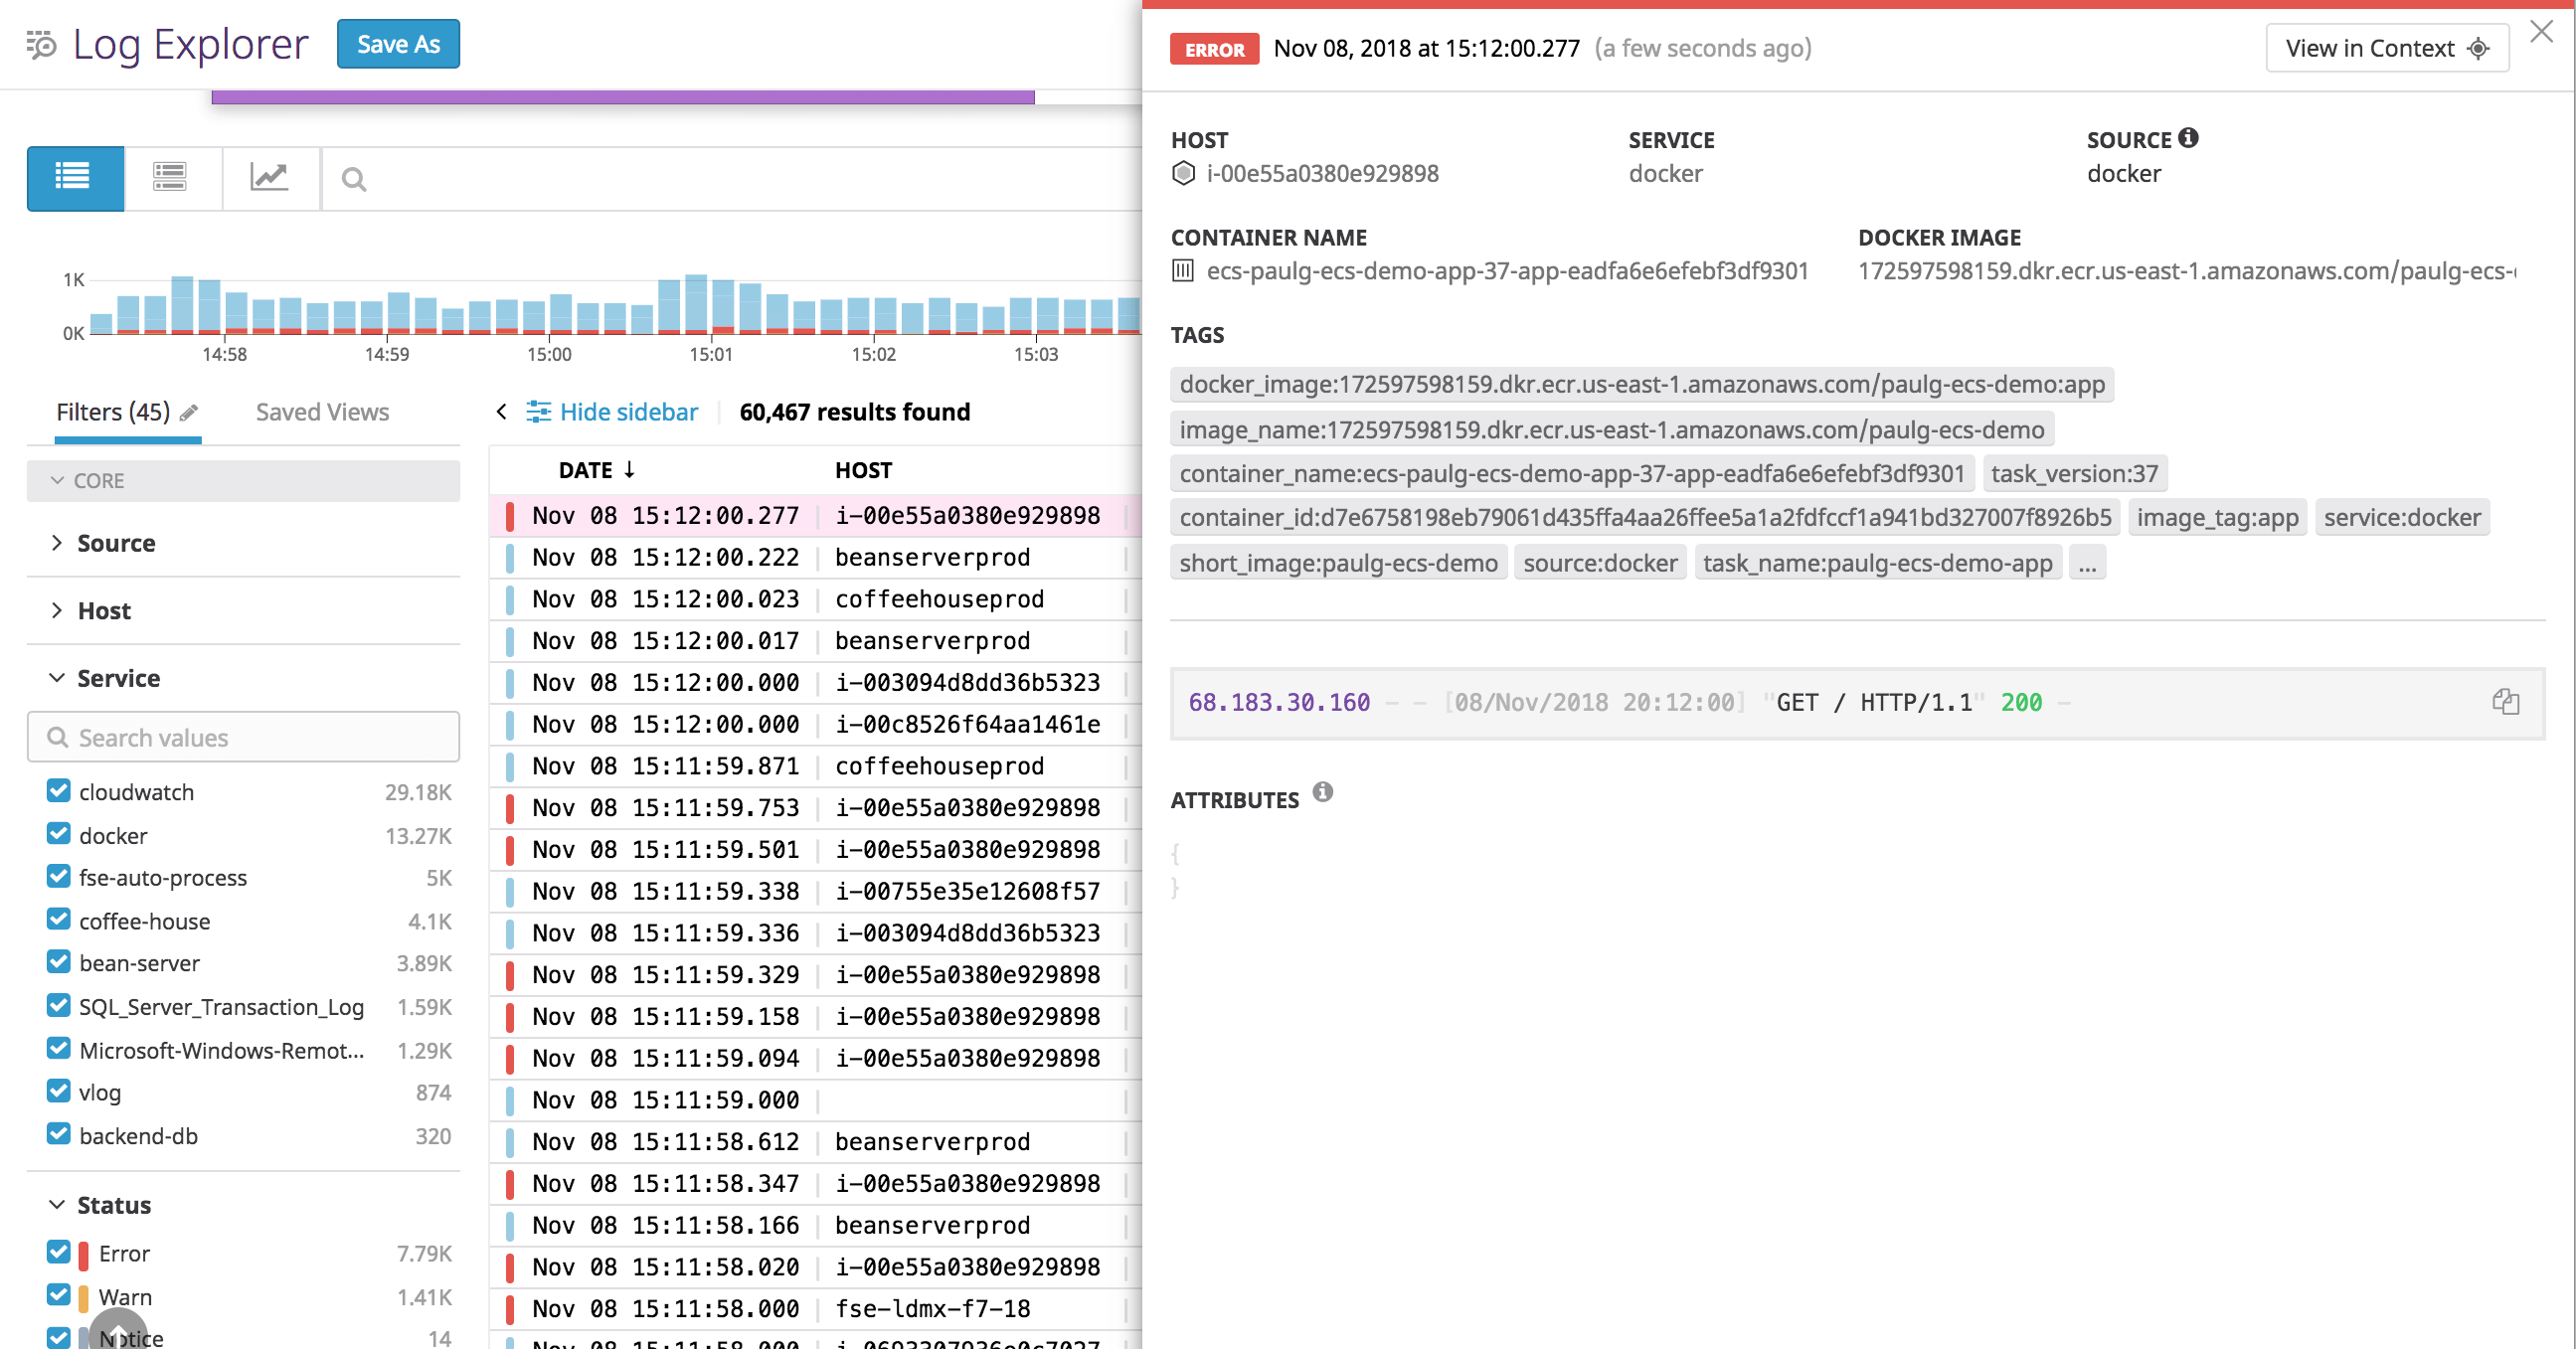 Log Explorer
Save As
1K
0K
14:58 14:59 15:00 15:01 15:02 15:03
Filters (45)
Saved Views
Hide sidebar
60,467 results found
CORE
Source
Host
Service
Search values
cloudwatch 29.18K
docker 13.27K
fse-auto-process 5K
coffee-house 4.1K
bean-server 3.89K
SQL_Server_Transaction_Log 1.59K
Microsoft-Windows-Remot... 1.29K
vlog 874
backend-db 320
Status
Error 7.79K
Warn 1.41K
Notice 14
DATE ↓ HOST
Nov 08 15:12:00.277 i-00e55a0380e929898
Nov 08 15:12:00.222 beanserverprod
Nov 08 15:12:00.023 coffeehouseprod
Nov 08 15:12:00.017 beanserverprod
Nov 08 15:12:00.000 i-003094d8dd36b5323
Nov 08 15:12:00.000 i-00c8526f64aa1461e
Nov 08 15:11:59.871 coffeehouseprod
Nov 08 15:11:59.753 i-00e55a0380e929898
Nov 08 15:11:59.501 i-00e55a0380e929898
Nov 08 15:11:59.338 i-00755e35e12608f57
Nov 08 15:11:59.336 i-003094d8dd36b5323
Nov 08 15:11:59.329 i-00e55a0380e929898
Nov 08 15:11:59.158 i-00e55a0380e929898
Nov 08 15:11:59.094 i-00e55a0380e929898
Nov 08 15:11:59.000
Nov 08 15:11:58.612 beanserverprod
Nov 08 15:11:58.347 i-00e55a0380e929898
Nov 08 15:11:58.166 beanserverprod
Nov 08 15:11:58.020 i-00e55a0380e929898
Nov 08 15:11:58.000 fse-ldmx-f7-18
Nov 08 15:11:58.000
ERROR Nov 08, 2018 at 15:12:00.277 (a few seconds ago)
View in Context
HOST
i-00e55a0380e929898
SERVICE
docker
SOURCE
docker
CONTAINER NAME
ecs-paulg-ecs-demo-app-37-app-eadfa6e6efebf3df9301
DOCKER IMAGE
172597598159.dkr.ecr.us-east-1.amazonaws.com/paulg-ecs-
TAGS
docker_image:172597598159.dkr.ecr.us-east-1.amazonaws.com/paulg-ecs-demo:app
image_name:172597598159.dkr.ecr.us-east-1.amazonaws.com/paulg-ecs-demo
container_name:ecs-paulg-ecs-demo-app-37-app-eadfa6e6efebf3df9301 task_version:37
container_id:d7e6758198eb79061d435ffa4aa26ffee5a1a2fdfccf1a941bd327007f8926b5 image_tag:app service:docker
short_image:paulg-ecs-demo source:docker task_name:paulg-ecs-demo-app ...
68.183.30.160 - - [08/Nov/2018 20:12:00] "GET / HTTP/1.1" 200 -
ATTRIBUTES
{
}